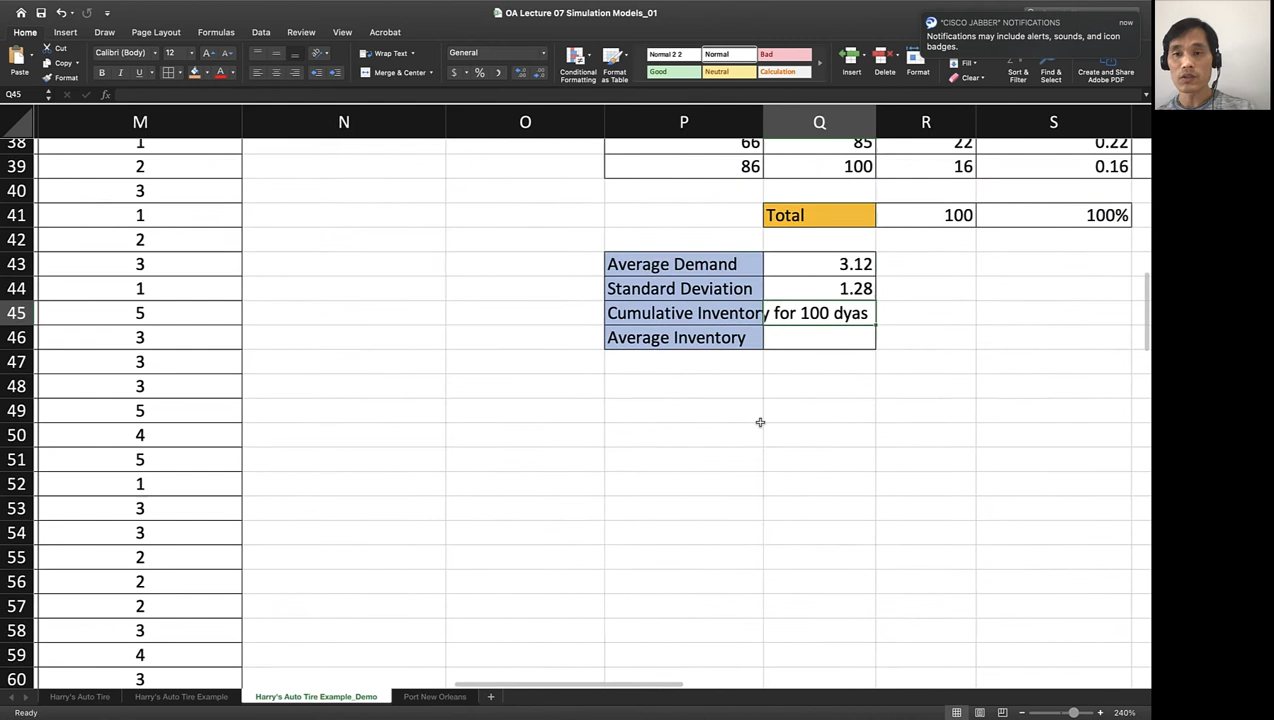 OA Lecture 07 Simulation Models_01
"CISCO JABBER" NOTIFICATIONS now
Notifications may include alerts, sounds, and icon
badges.
Home Insert Draw Page Layout Formulas Data Review View Acrobat
Paste Cut Copy Format
Calibri (Body) 12
B I U
Wrap Text
Merge & Center
General
$ % 
Conditional
Formatting
Format
as Table
Normal 2 2 Normal Bad
Good Neutral Calculation
Insert Delete Format
Fill
Clear
Sort &
Filter
Find &
Select
Create and Share
Adobe PDF
Q45 fx
M N O P Q R S
38 1 66 85 22 0.22
39 2 86 100 16 0.16
40 3
41 1 Total 100 100%
42 2
43 3 Average Demand 3.12
44 1 Standard Deviation 1.28
45 5 Cumulative Inventory for 100 dyas
46 3 Average Inventory
47 3
48 3
49 5
50 4
51 5
52 1
53 3
54 3
55 2
56 2
57 2
58 3
59 4
60 3
Harry's Auto Tire Harry's Auto Tire Example Harry's Auto Tire Example_Demo Port New Orleans +
Ready 240%